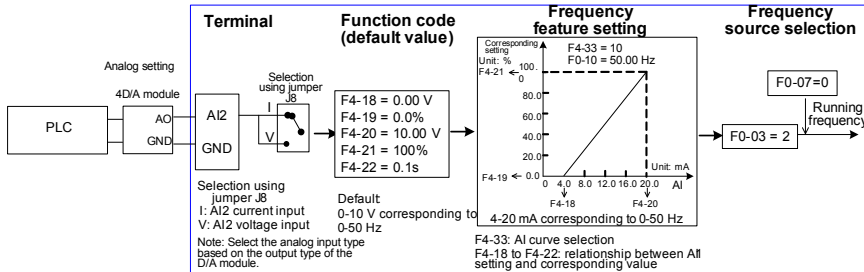 Terminal
Function code
(default value)
Frequency
feature setting
Frequency
source selection
Analog setting
4D/A module
PLC
AO
GND
AI2
GND
Selection
using jumper
J8
I
V
F4-18 = 0.00 V
F4-19 = 0.0%
F4-20 = 10.00 V
F4-21 = 100%
F4-22 = 0.1s
Corresponding
setting
Unit: %
F4-33 = 10
F0-10 = 50.00 Hz
F4-21
100.
0
80.0
60.0
40.0
20.0
F4-19
0.0
Unit: mA
0 4.0 8.0 12.0 16.0 20.0 AI
F4-18
F4-20
4-20 mA corresponding to 0-50 Hz
F0-07=0
Running
frequency
F0-03 = 2
Selection using
jumper J8
I: AI2 current input
V: AI2 voltage input
Note: Select the analog input type
based on the output type of the
D/A module.
Default:
0-10 V corresponding to
0-50 Hz
F4-33: AI curve selection
F4-18 to F4-22: relationship between AI
setting and corresponding value